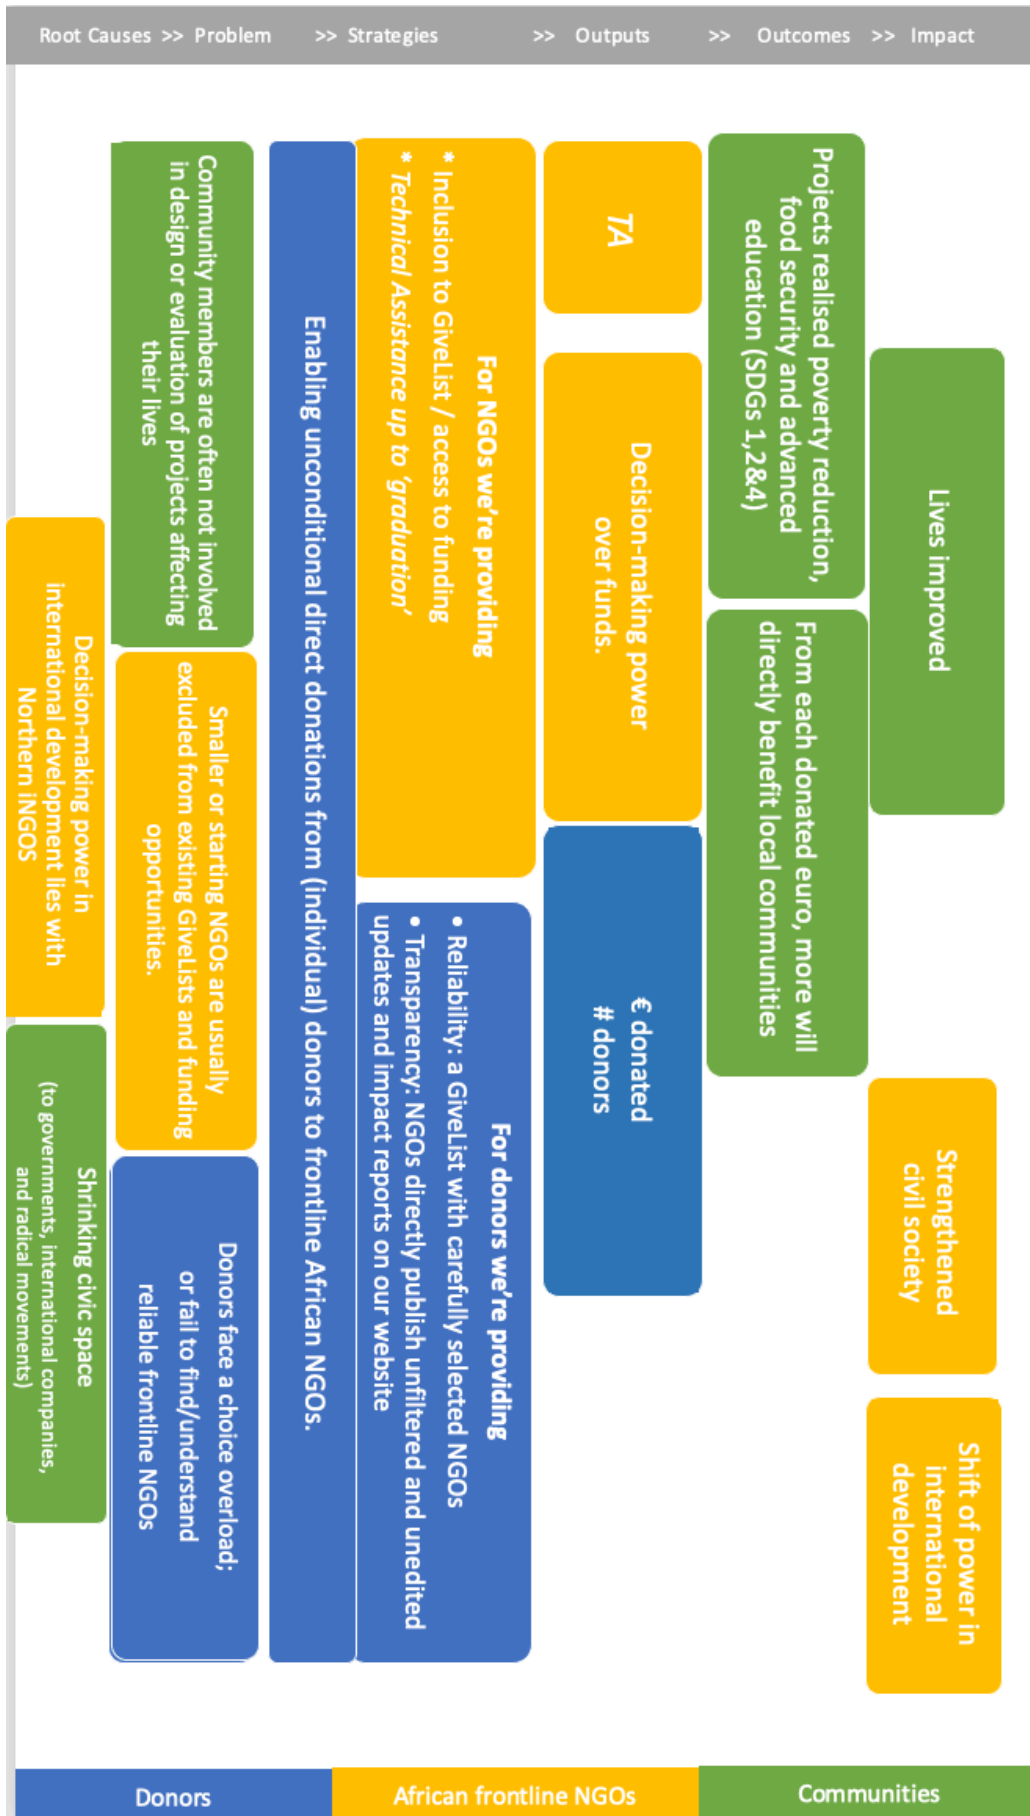 Root Causes >> Problem >> Strategies >> Outputs >> Outcomes >> Impact
Lives improved
Strengthened
civil society
Shift of power in
international
development
Projects realised poverty reduction,
food security and advanced
education (SDGs 1,2&4)
From each donated euro, more will
directly benefit local communities
TA
Decision-making power
over funds.
€ donated
# donors
For NGOs we're providing
* Inclusion to GiveList / access to funding
* Technical Assistance up to 'graduation'
For donors we're providing
• Reliability: a GiveList with carefully selected NGOs
• Transparency: NGOs directly publish unfiltered and unedited
updates and impact reports on our website
Enabling unconditional direct donations from (individual) donors to frontline African NGOs.
Community members are often not involved
in design or evaluation of projects affecting
their lives
Smaller or starting NGOs are usually
excluded from existing GiveLists and funding
opportunities.
Donors face a choice overload;
or fail to find/understand
reliable frontline NGOs
Decision-making power in
international development lies with
Northern iNGOS
Shrinking civic space
(to governments, international companies,
and radical movements)
Donors
African frontline NGOs
Communities